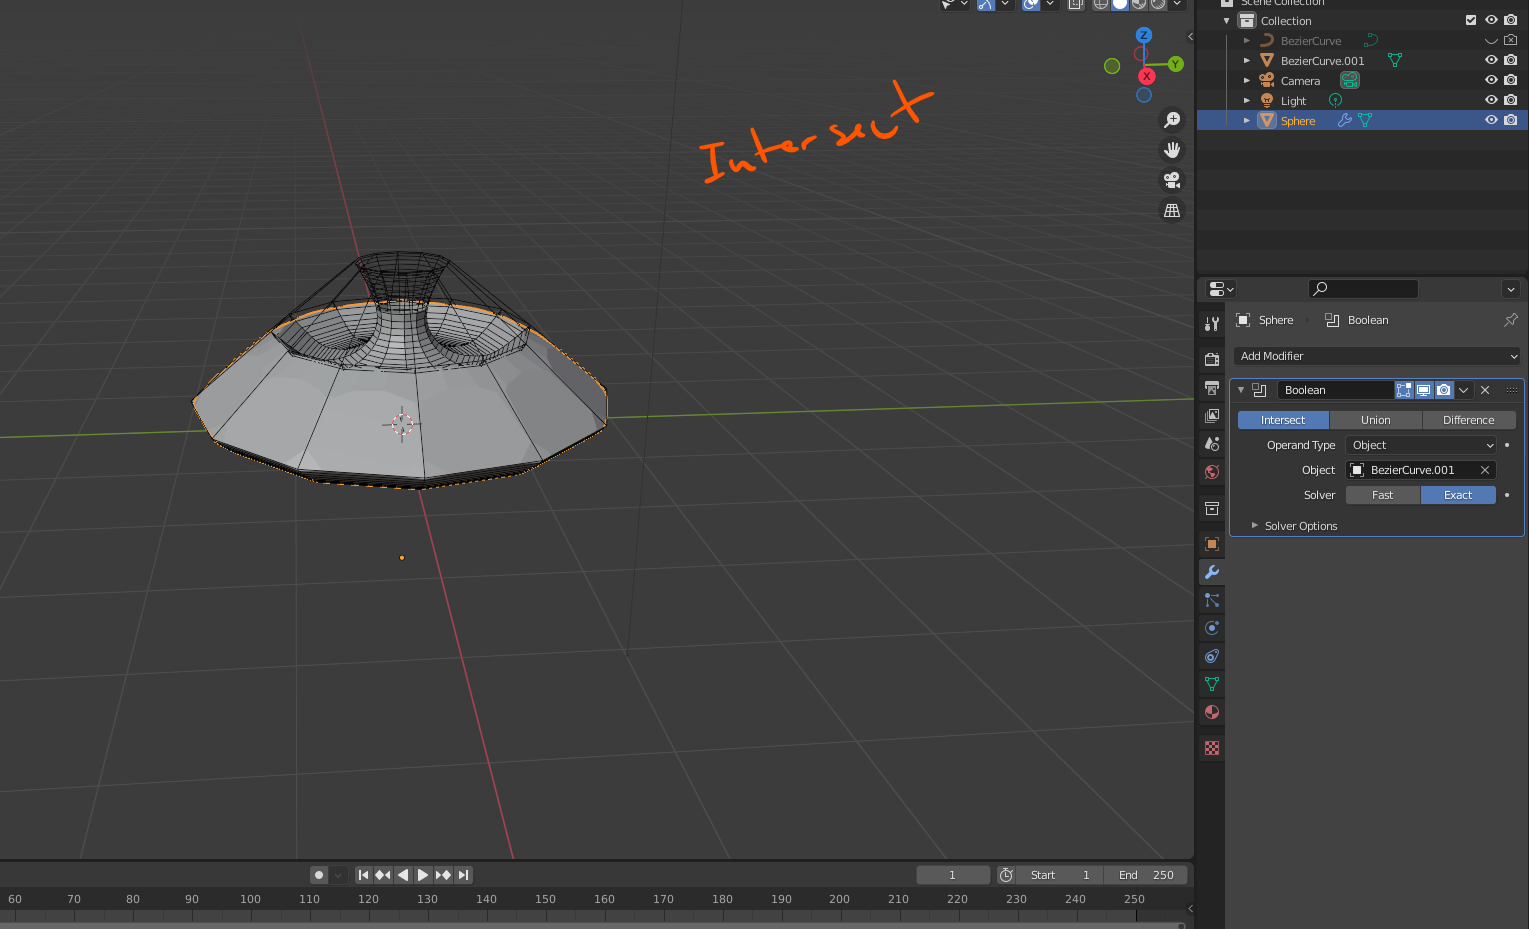 Scene Collection
Collection
BezierCurve
BezierCurve.001
Camera
Light
Sphere
Z
Y
X
Intersect
Sphere
Boolean
Add Modifier
Boolean
Intersect Union Difference
Operand Type Object
Object BezierCurve.001
Solver Fast Exact
Solver Options
1 Start 1 End 250
60 70 80 90 100 110 120 130 140 150 160 170 180 190 200 210 220 230 240 250